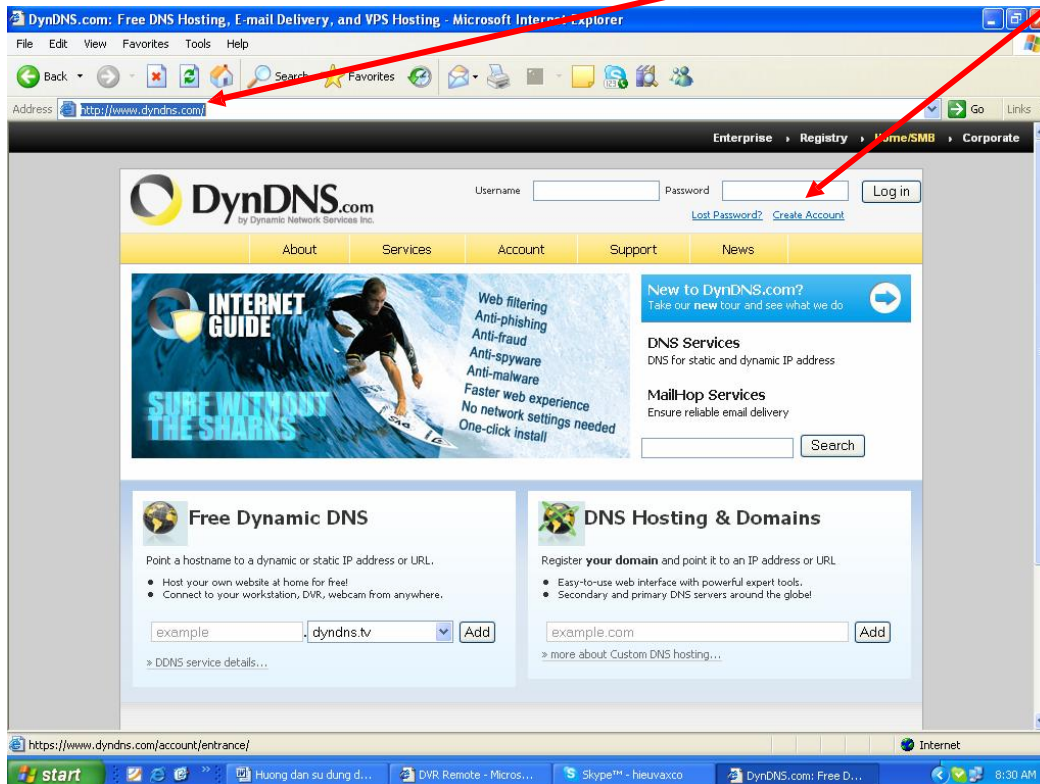 DynDNS.com: Free DNS Hosting, E-mail Delivery, and VPS Hosting - Microsoft Internet Explorer
File Edit View Favorites Tools Help
Back Search Favorites
Address http://www.dyndns.com/ Go Links
Enterprise › Registry › Home/SMB › Corporate
DynDNS.com
by Dynamic Network Services Inc.
Username Password Log in
Lost Password? Create Account
About Services Account Support News
INTERNET GUIDE
SURF WITHOUT THE SHARKS
Web filtering
Anti-phishing
Anti-fraud
Anti-spyware
Anti-malware
Faster web experience
No network settings needed
One-click install
New to DynDNS.com?
Take our new tour and see what we do
DNS Services
DNS for static and dynamic IP address
MailHop Services
Ensure reliable email delivery
Search
Free Dynamic DNS
Point a hostname to a dynamic or static IP address or URL.
• Host your own website at home for free!
• Connect to your workstation, DVR, webcam from anywhere.
example . dyndns.tv Add
» DDNS service details...
DNS Hosting & Domains
Register your domain and point it to an IP address or URL
• Easy-to-use web interface with powerful expert tools.
• Secondary and primary DNS servers around the globe!
example.com Add
» more about Custom DNS hosting...
https://www.dyndns.com/account/entrance/ Internet
start Huong dan su dung d... DVR Remote - Micros... Skype™ - hieuvaxco DynDNS.com: Free D... 8:30 AM